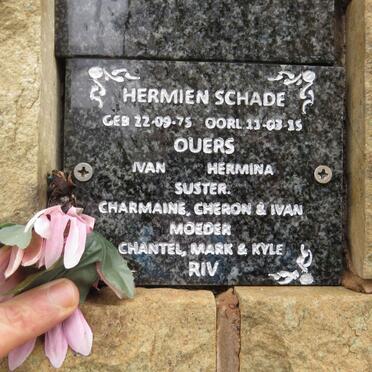 HERMIEN SCHADE
GEB 22-09-75 OORL 11-03-15
OUERS
IVAN HERMINA
SUSTER.
CHARMAINE, CHERON & IVAN
MOEDER
CHANTEL, MARK & KYLE
RIV